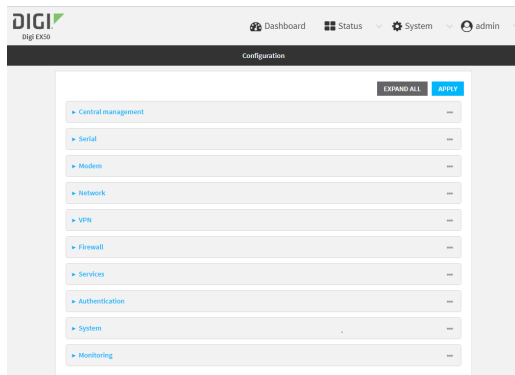 DIGI
Digi EX50
Dashboard Status System admin
Configuration
EXPAND ALL APPLY
Central management
Serial
Modem
Network
VPN
Firewall
Services
Authentication
System
Monitoring